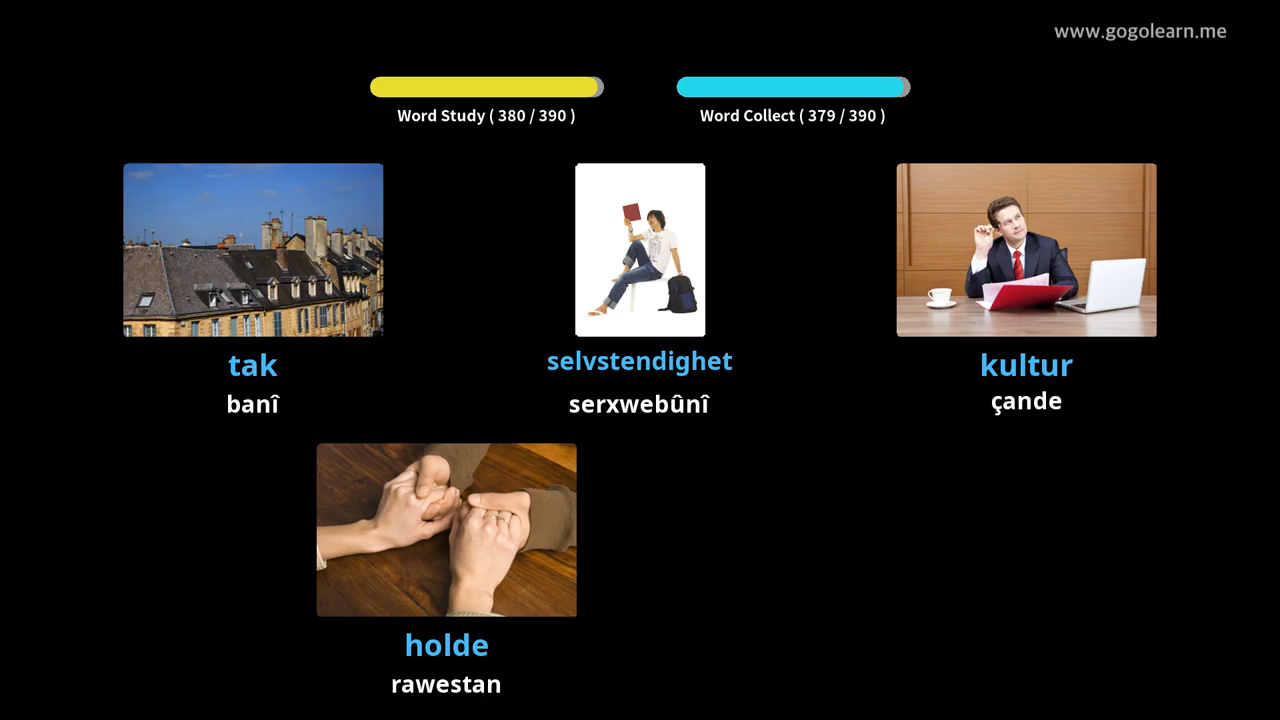 www.gogolearn.me
Word Study ( 380 / 390 )
Word Collect ( 379 / 390 )
tak
banî
selvstendighet
serxwebûnî
kultur
çande
holde
rawestan